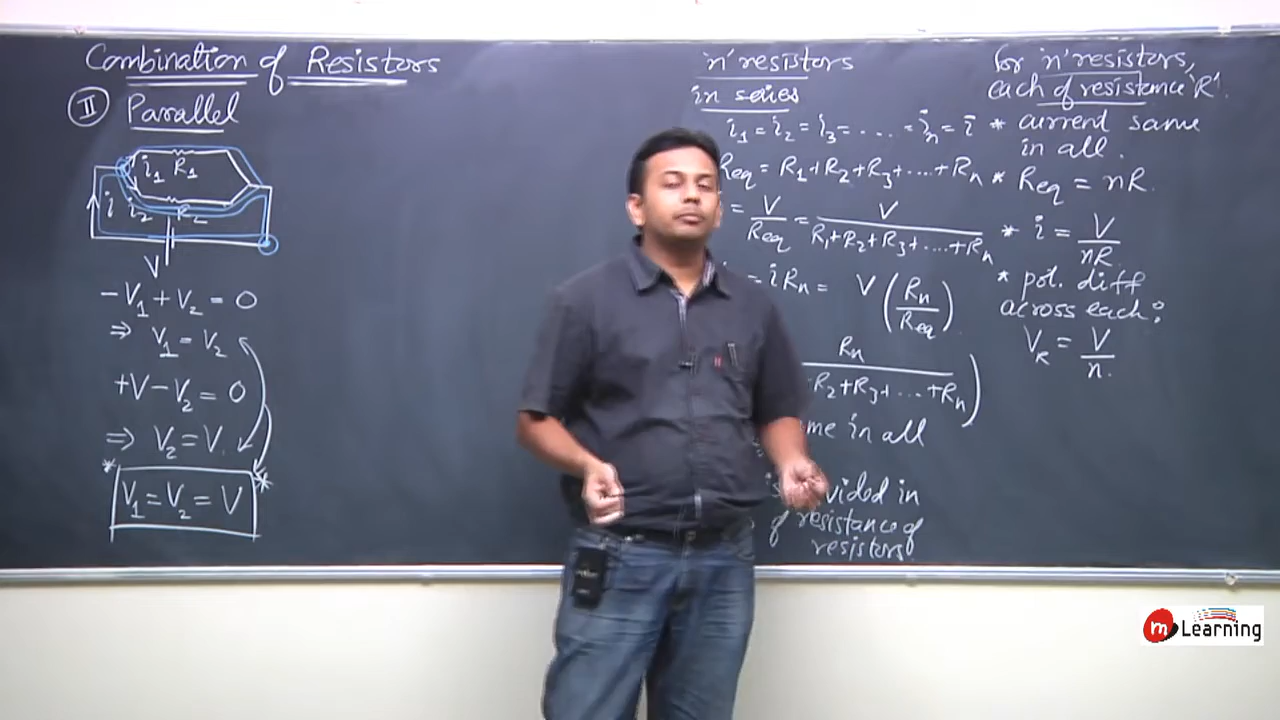 Combination of Resistors
II Parallel
i₁ R₁
i i₂ R₂
V
-V₁+V₂=0
⇒ V₁=V₂
+V-V₂=0
⇒ V₂=V.
* V₁=V₂=V *
'n' resistors
in series
i₁=i₂=i₃=....=iₙ=i
Req = R₁+R₂+R₃+....+Rₙ
= V/Req = V/(R₁+R₂+R₃+....+Rₙ)
= iRₙ = V(Rₙ/Req)
Rₙ/(R₂+R₃+....+Rₙ))
me in all
is vided in
of resistance of
resistors
for 'n' resistors,
each of resistance 'R'.
* current same
in all.
* Req = nR.
* i = V/nR
* pot. diff
across each:
V_R = V/n.
m Learning